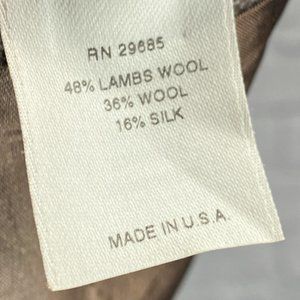 RN 29685
48% LAMBS WOOL
36% WOOL
16% SILK
MADE IN U.S.A.